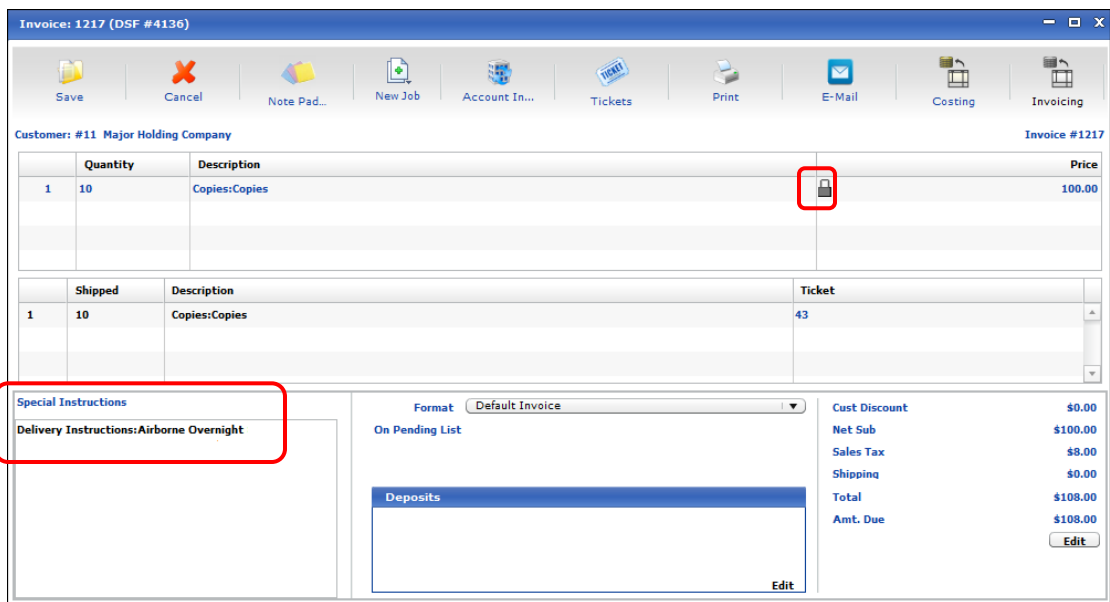 Invoice: 1217 (DSF #4136)
Save Cancel Note Pad... New Job Account In... Tickets Print E-Mail Costing Invoicing
TICKET
Customer: #11 Major Holding Company Invoice #1217
Quantity Description Price
1 10 Copies:Copies 100.00
Shipped Description Ticket
1 10 Copies:Copies 43
Special Instructions
Delivery Instructions:Airborne Overnight
Format Default Invoice
On Pending List
Deposits
Edit
Cust Discount $0.00
Net Sub $100.00
Sales Tax $8.00
Shipping $0.00
Total $108.00
Amt. Due $108.00
Edit